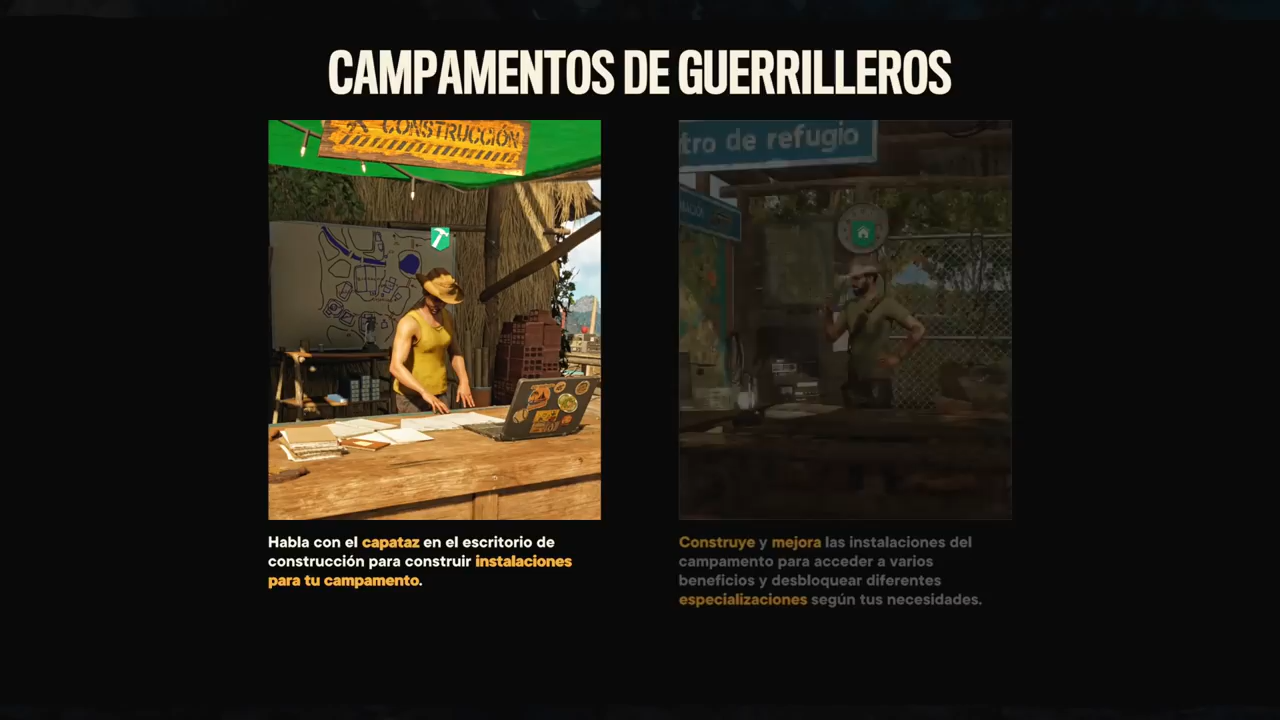 CAMPAMENTOS DE GUERRILLEROS
CONSTRUCCIÓN
tro de refugio
Habla con el capataz en el escritorio de
construcción para construir instalaciones
para tu campamento.
Construye y mejora las instalaciones del
campamento para acceder a varios
beneficios y desbloquear diferentes
especializaciones según tus necesidades.